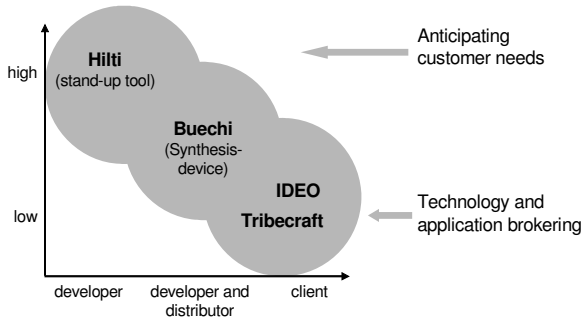 Hilti
(stand-up tool)
Anticipating
customer needs
high
Buechi
(Synthesis-
device)
IDEO
Tribecraft
Technology and
application brokering
low
developer
developer and
distributor
client